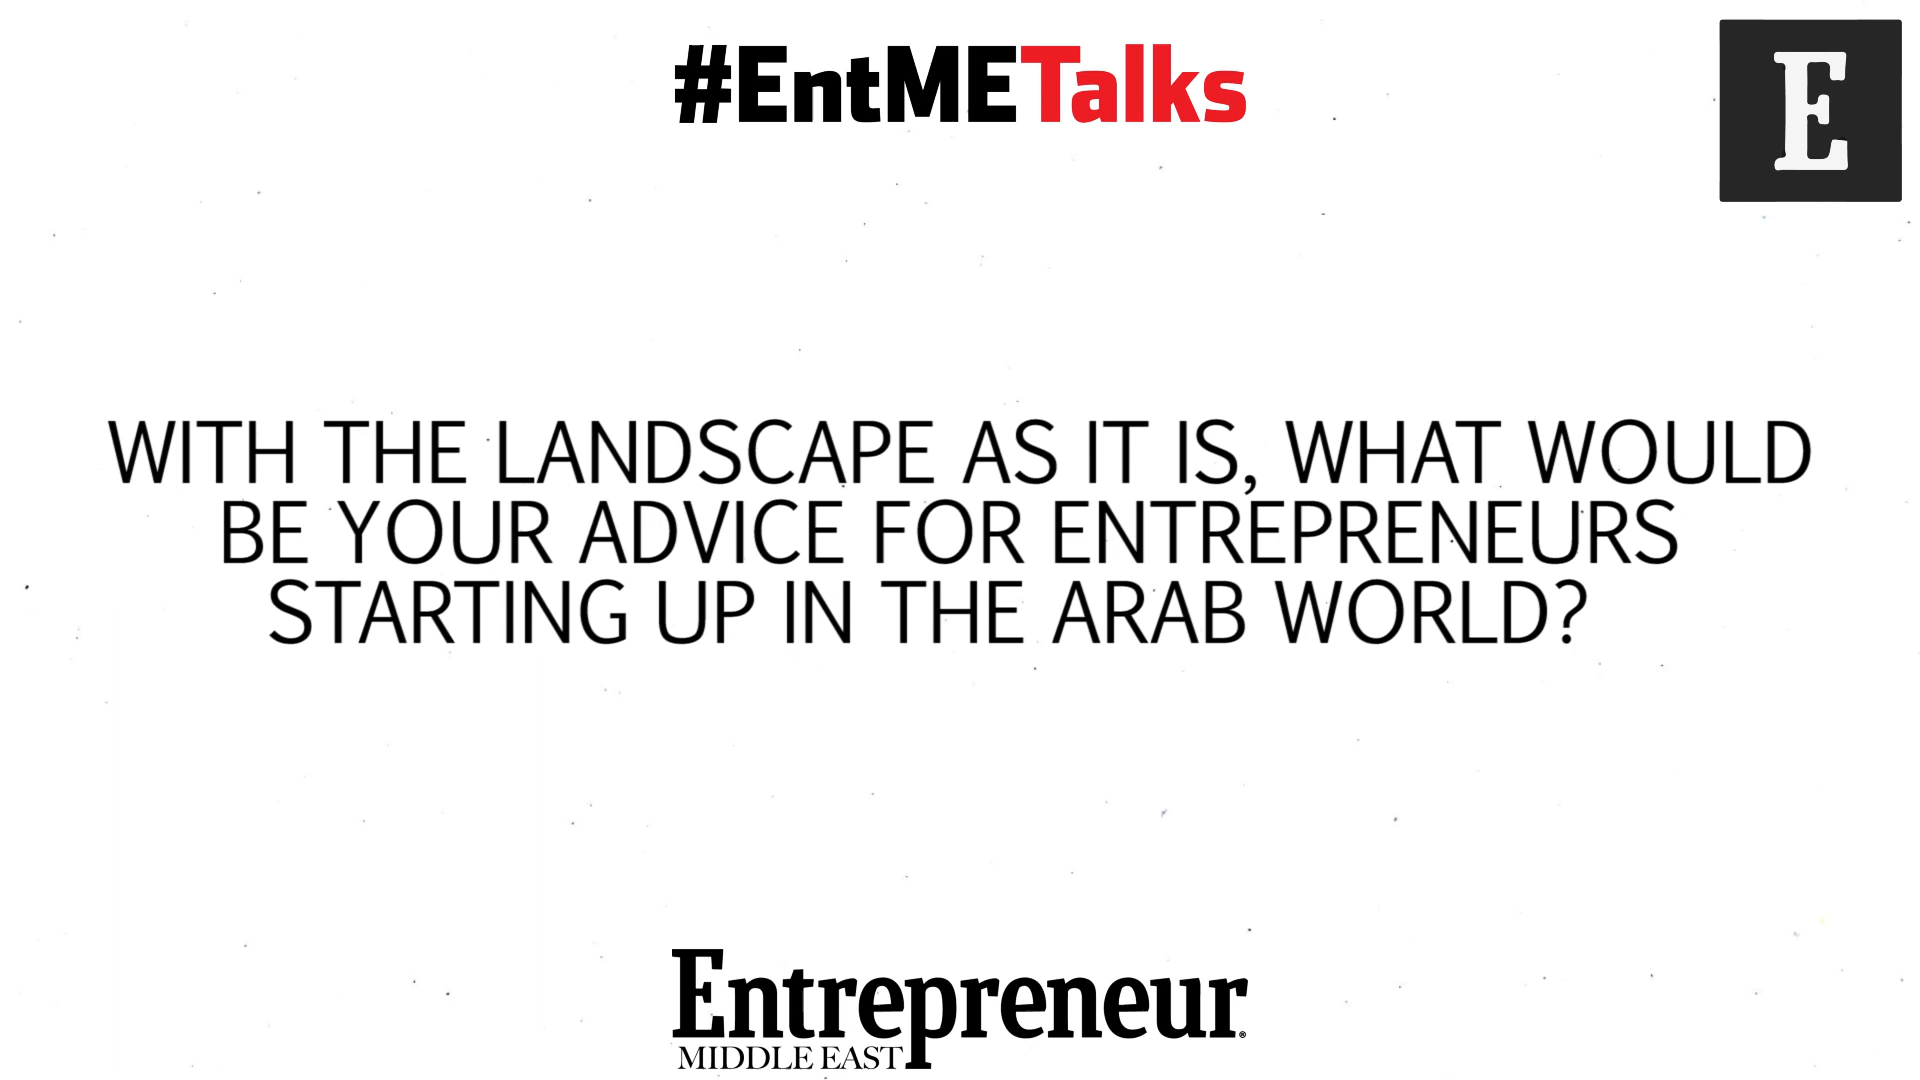 #EntMETalks
E
WITH THE LANDSCAPE AS IT IS, WHAT WOULD
BE YOUR ADVICE FOR ENTREPRENEURS
STARTING UP IN THE ARAB WORLD?
Entrepreneur®
MIDDLE EAST